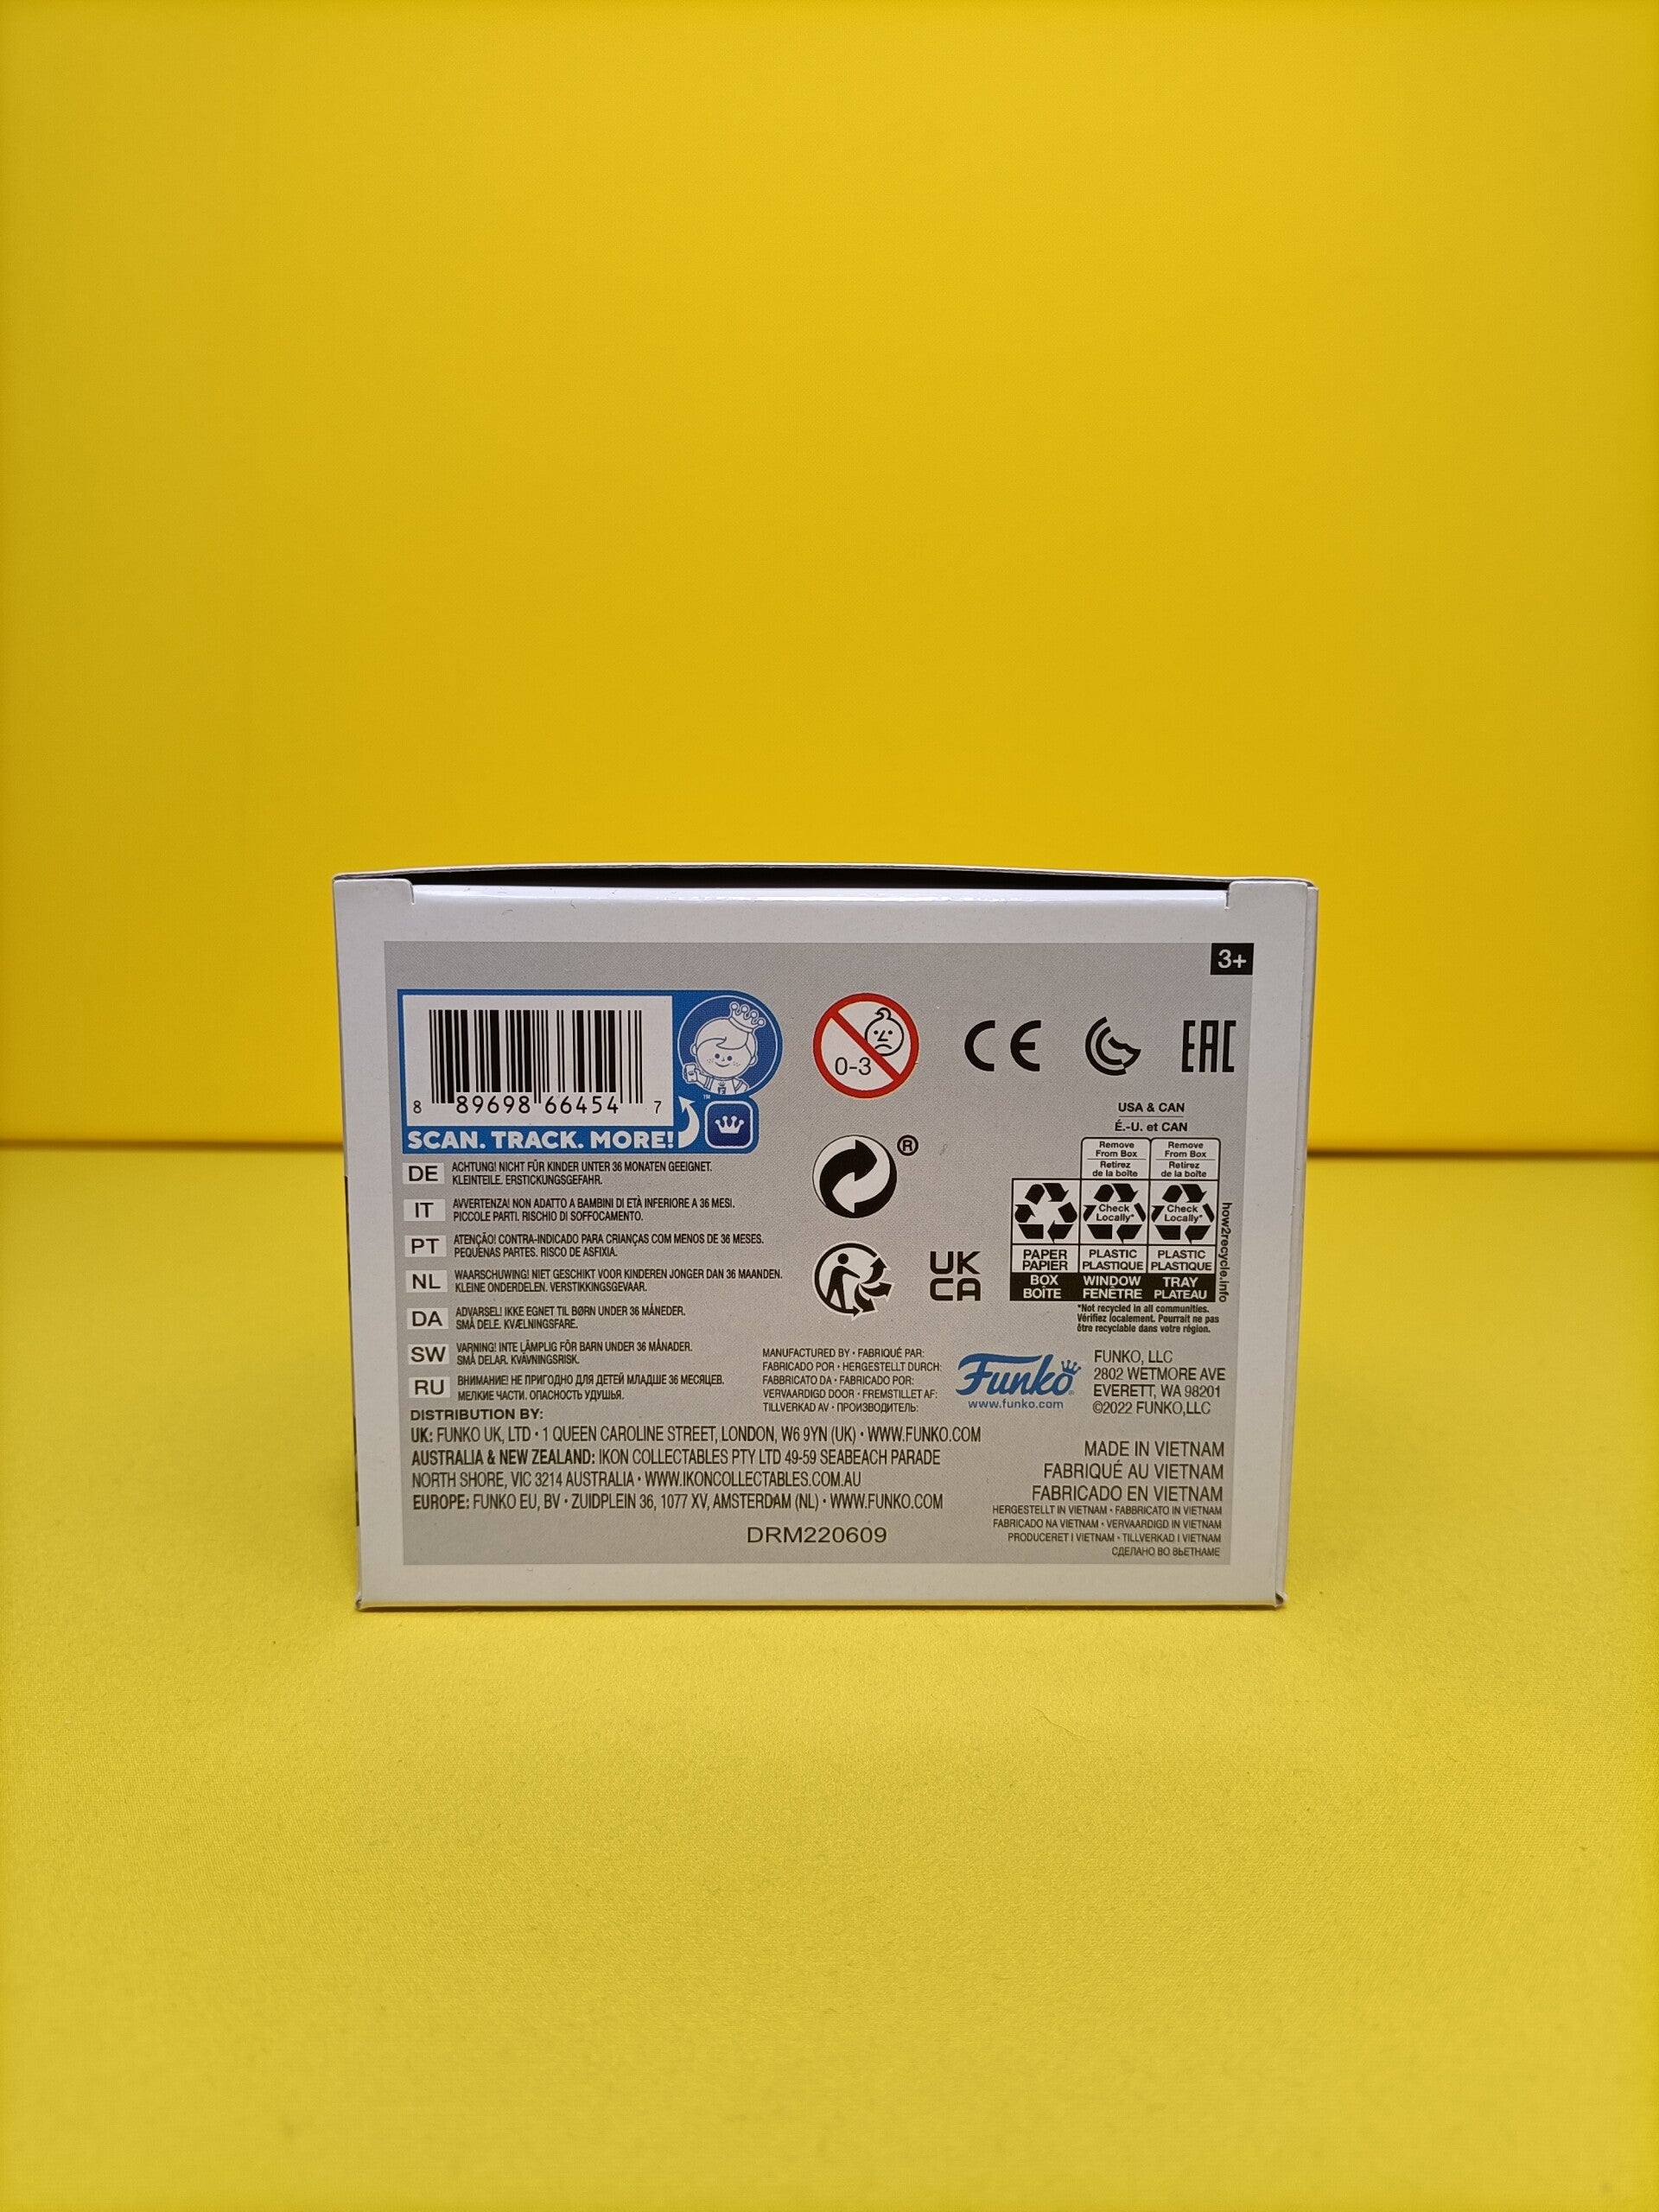 3+
8 89698 66454 7
SCAN. TRACK. MORE!
™
0-3
CE
EAC
DE ACHTUNG! NICHT FÜR KINDER UNTER 36 MONATEN GEEIGNET.
KLEINTEILE. ERSTICKUNGSGEFAHR.
IT AVVERTENZA! NON ADATTO A BAMBINI DI ETÀ INFERIORE A 36 MESI.
PICCOLE PARTI. RISCHIO DI SOFFOCAMENTO.
PT ATENÇÃO! CONTRA-INDICADO PARA CRIANÇAS COM MENOS DE 36 MESES.
PEQUENAS PARTES. RISCO DE ASFIXIA.
NL WAARSCHUWING! NIET GESCHIKT VOOR KINDEREN JONGER DAN 36 MAANDEN.
KLEINE ONDERDELEN. VERSTIKKINGSGEVAAR.
DA ADVARSEL! IKKE EGNET TIL BØRN UNDER 36 MÅNEDER.
SMÅ DELE. KVÆLNINGSFARE.
SW VARNING! INTE LÄMPLIG FÖR BARN UNDER 36 MÅNADER.
SMÅ DELAR. KVÄVNINGSRISK.
RU ВНИМАНИЕ! НЕ ПРИГОДНО ДЛЯ ДЕТЕЙ МЛАДШЕ 36 МЕСЯЦЕВ.
МЕЛКИЕ ЧАСТИ. ОПАСНОСТЬ УДУШЬЯ.
®
UK
CA
USA & CAN
É.-U. et CAN
Remove From Box Retirez de la boîte
Remove From Box Retirez de la boîte
Check Locally*
Check Locally*
PAPER PAPIER
PLASTIC PLASTIQUE
PLASTIC PLASTIQUE
BOX BOÎTE
WINDOW FENÊTRE
TRAY PLATEAU
how2recycle.info
*Not recycled in all communities.
Vérifiez localement. Pourrait ne pas
être recyclable dans votre région.
MANUFACTURED BY • FABRIQUÉ PAR:
FABRICADO POR • HERGESTELLT DURCH:
FABBRICATO DA • FABRICADO POR:
VERVAARDIGD DOOR • FREMSTILLET AF:
TILLVERKAD AV • ПРОИЗВОДИТЕЛЬ:
Funko
www.funko.com
FUNKO, LLC
2802 WETMORE AVE
EVERETT, WA 98201
©2022 FUNKO,LLC
DISTRIBUTION BY:
UK: FUNKO UK, LTD • 1 QUEEN CAROLINE STREET, LONDON, W6 9YN (UK) • WWW.FUNKO.COM
AUSTRALIA & NEW ZEALAND: IKON COLLECTABLES PTY LTD 49-59 SEABEACH PARADE
NORTH SHORE, VIC 3214 AUSTRALIA • WWW.IKONCOLLECTABLES.COM.AU
EUROPE: FUNKO EU, BV • ZUIDPLEIN 36, 1077 XV, AMSTERDAM (NL) • WWW.FUNKO.COM
DRM220609
MADE IN VIETNAM
FABRIQUÉ AU VIETNAM
FABRICADO EN VIETNAM
HERGESTELLT IN VIETNAM • FABBRICATO IN VIETNAM
FABRICADO NA VIETNAM • VERVAARDIGD IN VIETNAM
PRODUCERET I VIETNAM • TILLVERKAD I VIETNAM
СДЕЛАНО ВО ВЬЕТНАМЕ